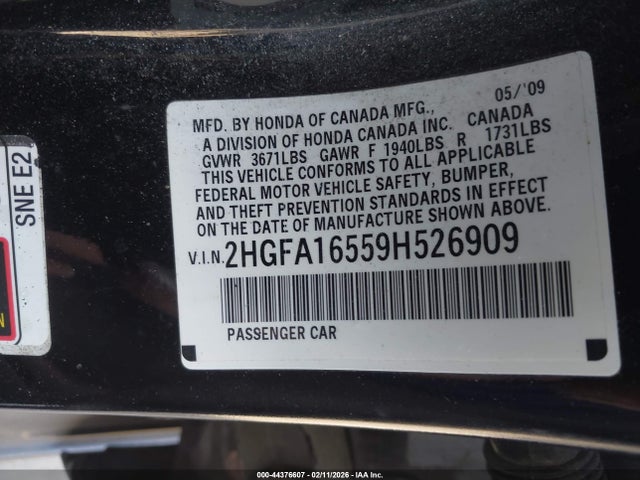 05/'09
MFD. BY HONDA OF CANADA MFG.,
A DIVISION OF HONDA CANADA INC. CANADA
GVWR 3671LBS GAWR F 1940LBS R 1731LBS
THIS VEHICLE CONFORMS TO ALL APPLICABLE
FEDERAL MOTOR VEHICLE SAFETY, BUMPER,
AND THEFT PREVENTION STANDARDS IN EFFECT
ON THE DATE OF MANUFACTURE SHOWN ABOVE.
V.I.N. 2HGFA16559H526909
PASSENGER CAR
SNE E2
000-44376607 - 02/11/2026 - IAA Inc.